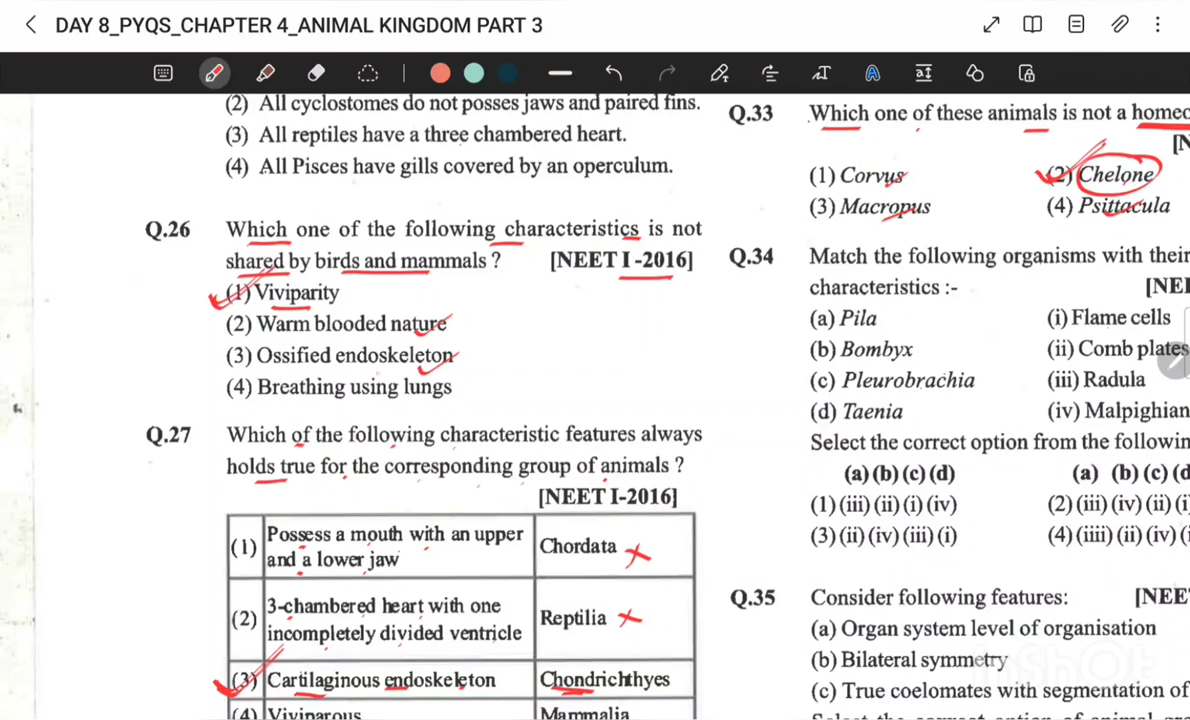 DAY 8_PYQS_CHAPTER 4_ANIMAL KINGDOM PART 3
(2) All cyclostomes do not posses jaws and paired fins.
(3) All reptiles have a three chambered heart.
(4) All Pisces have gills covered by an operculum.
Q.26 Which one of the following characteristics is not
shared by birds and mammals ? [NEET I -2016]
(1) Viviparity
(2) Warm blooded nature
(3) Ossified endoskeleton
(4) Breathing using lungs
Q.27 Which of the following characteristic features always
holds true for the corresponding group of animals ?
[NEET I-2016]
(1) Possess a mouth with an upper
and a lower jaw Chordata
(2) 3-chambered heart with one
incompletely divided ventricle Reptilia
(3) Cartilaginous endoskeleton Chondrichthyes
(4) Viviparous Mammalia
Q.33 Which one of these animals is not a homeo
(1) Corvus (2) Chelone
(3) Macropus (4) Psittacula
Q.34 Match the following organisms with their
characteristics :- [NE
(a) Pila (i) Flame cells
(b) Bombyx (ii) Comb plates
(c) Pleurobrachia (iii) Radula
(d) Taenia (iv) Malpighian
Select the correct option from the followin
(a) (b) (c) (d) (a) (b) (c) (d
(1) (iii) (ii) (i) (iv) (2) (iii) (iv) (ii) (i
(3) (ii) (iv) (iii) (i) (4) (iiii) (ii) (iv) (
Q.35 Consider following features: [NEE
(a) Organ system level of organisation
(b) Bilateral symmetry
(c) True coelomates with segmentation of
inshOt